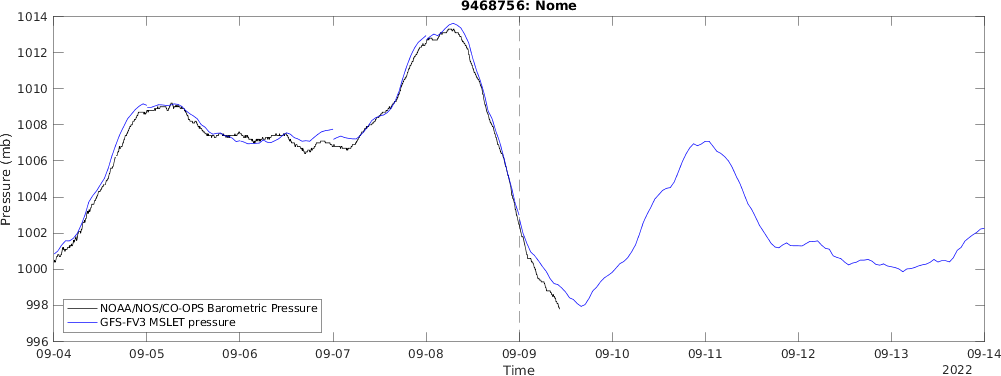 9468756: Nome
Pressure (mb)
1014
1012
1010
1008
1006
1004
1002
1000
998
996
NOAA/NOS/CO-OPS Barometric Pressure
GFS-FV3 MSLET pressure
09-04 09-05 09-06 09-07 09-08 09-09 09-10 09-11 09-12 09-13 09-14
Time
2022